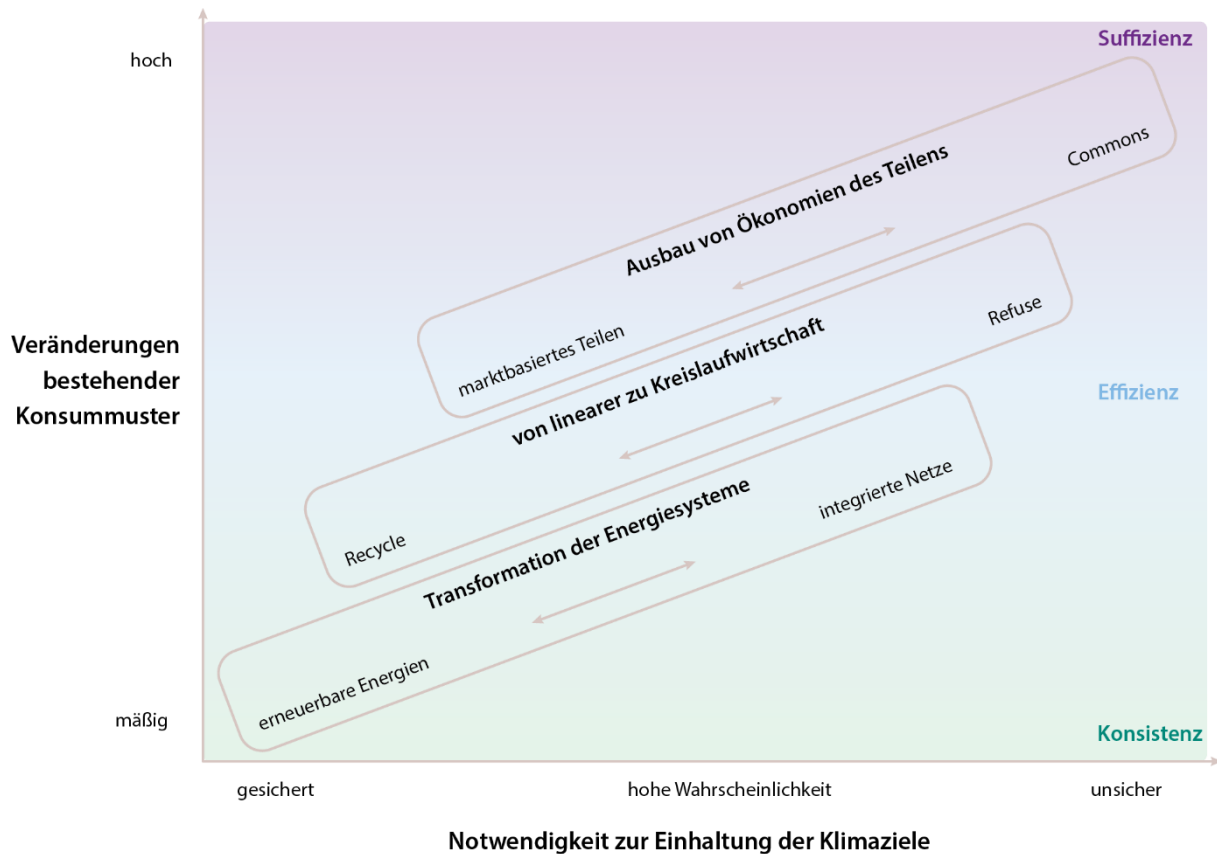 Suffizienz
hoch
Commons
Ausbau von Ökonomien des Teilens
marktbasiertes Teilen
Refuse
von linearer zu Kreislaufwirtschaft
Recycle
Veränderungen
bestehender
Konsummuster
Effizienz
integrierte Netze
Transformation der Energiesysteme
erneuerbare Energien
mäßig
Konsistenz
gesichert
hohe Wahrscheinlichkeit
unsicher
Notwendigkeit zur Einhaltung der Klimaziele